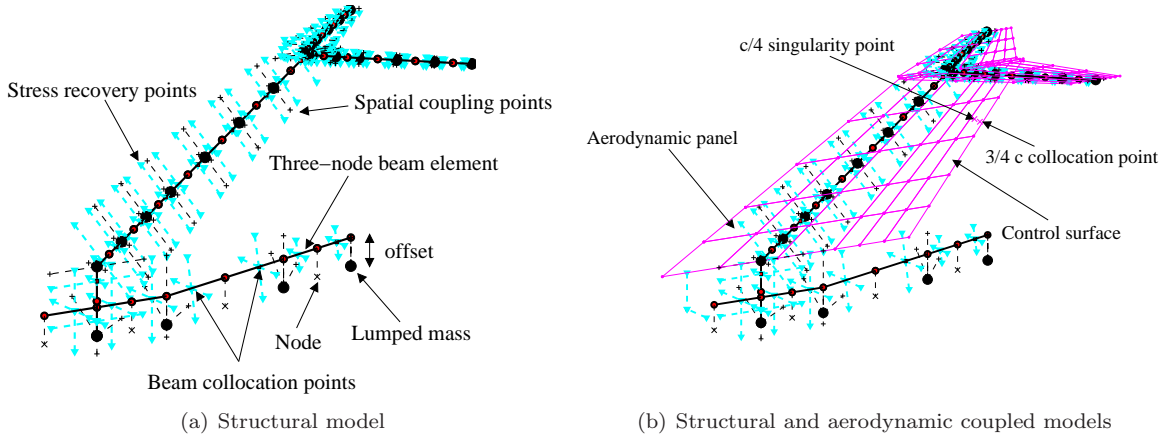 Stress recovery points
Spatial coupling points
Three−node beam element
offset
Lumped mass
Node
Beam collocation points
(a) Structural model
c/4 singularity point
Aerodynamic panel
3/4 c collocation point
Control surface
(b) Structural and aerodynamic coupled models